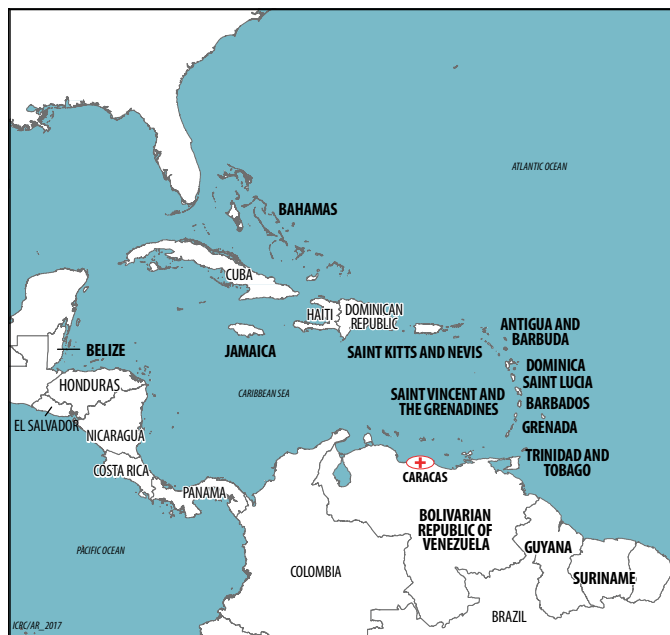 ATLANTIC OCEAN
BAHAMAS
CUBA
HAÏTI
DOMINICAN
REPUBLIC
ANTIGUA AND
BARBUDA
BELIZE
JAMAICA
SAINT KITTS AND NEVIS
DOMINICA
SAINT LUCIA
HONDURAS
CARIBBEAN SEA
SAINT VINCENT AND
THE GRENADINES
BARBADOS
EL SALVADOR
GRENADA
NICARAGUA
TRINIDAD AND
TOBAGO
COSTA RICA
CARACAS
PANAMA
BOLIVARIAN
REPUBLIC OF
VENEZUELA
GUYANA
PACIFIC OCEAN
COLOMBIA
SURINAME
BRAZIL
ICRC/AR_2017